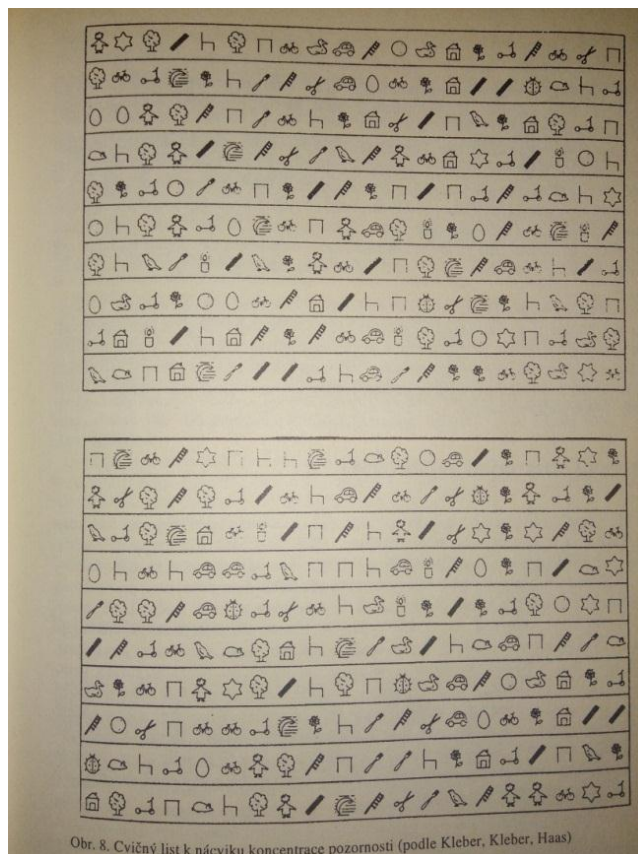 Obr. 8. Cvičný list k nácviku koncentrace pozornosti (podle Kleber, Kleber, Haas)